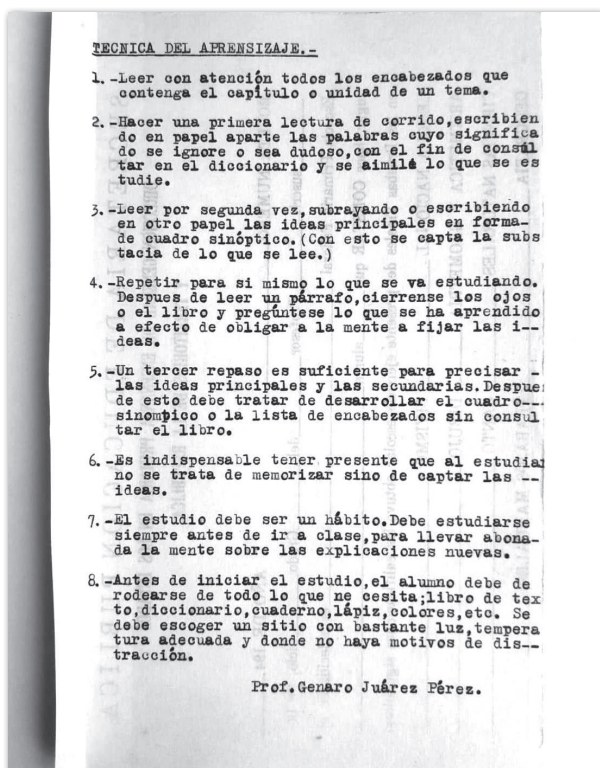 TECNICA DEL APRENSIZAJE.-
1.-Leer con atención todos los encabezados que
contenga el capitulo o unidad de un tema.
2.-Hacer una primera lectura de corrido,escribien
do en papel aparte las palabras cuyo significa
do se ignore o sea dudoso,con el fin de consul
tar en el diccionario y se aimile lo que se es
tudie.
3.-Leer por segunda vez,subrayando o escribiendo
en otro papel las ideas principales en forma-
de cuadro sinóptico.(Con esto se capta la subs
tacia de lo que se lee.)
4.-Repetir para si mismo lo que se va estudiando.
Despues de leer un párrafo,cierrense los ojos
o el libro y pregúntese lo que se ha aprendido
a efecto de obligar a la mente a fijar las i--
deas.
5.-Un tercer repaso es suficiente para precisar -
las ideas principales y las secundarias.Despue
de esto debe tratar de desarrollar el cuadro---
sinomptico o la lista de encabezados sin consul
tar el libro.
6.-Es indispensable tener presente que al estudia
no se trata de memorizar sino de captar las --
ideas.
7.-El estudio debe ser un hábito.Debe estudiarse
siempre antes de ir a clase,para llevar abona-
da la mente sobre las explicaciones nuevas.
8.-Antes de iniciar el estudio,el alumno debe de
rodearse de todo lo que ne cesita;libro de tex
to,diccionario,cuaderno,lápiz,colores,etc. Se
debe escoger un sitio con bastante luz,tempera
tura adecuada y donde no haya motivos de dis--
tracción.
Prof.Genaro Juárez Pérez.